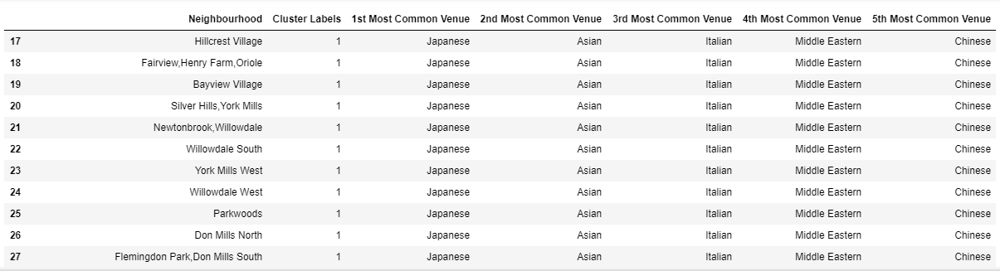 Neighbourhood Cluster Labels 1st Most Common Venue 2nd Most Common Venue 3rd Most Common Venue 4th Most Common Venue 5th Most Common Venue
17 Hillcrest Village 1 Japanese Asian Italian Middle Eastern Chinese
18 Fairview,Henry Farm,Oriole 1 Japanese Asian Italian Middle Eastern Chinese
19 Bayview Village 1 Japanese Asian Italian Middle Eastern Chinese
20 Silver Hills,York Mills 1 Japanese Asian Italian Middle Eastern Chinese
21 Newtonbrook,Willowdale 1 Japanese Asian Italian Middle Eastern Chinese
22 Willowdale South 1 Japanese Asian Italian Middle Eastern Chinese
23 York Mills West 1 Japanese Asian Italian Middle Eastern Chinese
24 Willowdale West 1 Japanese Asian Italian Middle Eastern Chinese
25 Parkwoods 1 Japanese Asian Italian Middle Eastern Chinese
26 Don Mills North 1 Japanese Asian Italian Middle Eastern Chinese
27 Flemingdon Park,Don Mills South 1 Japanese Asian Italian Middle Eastern Chinese